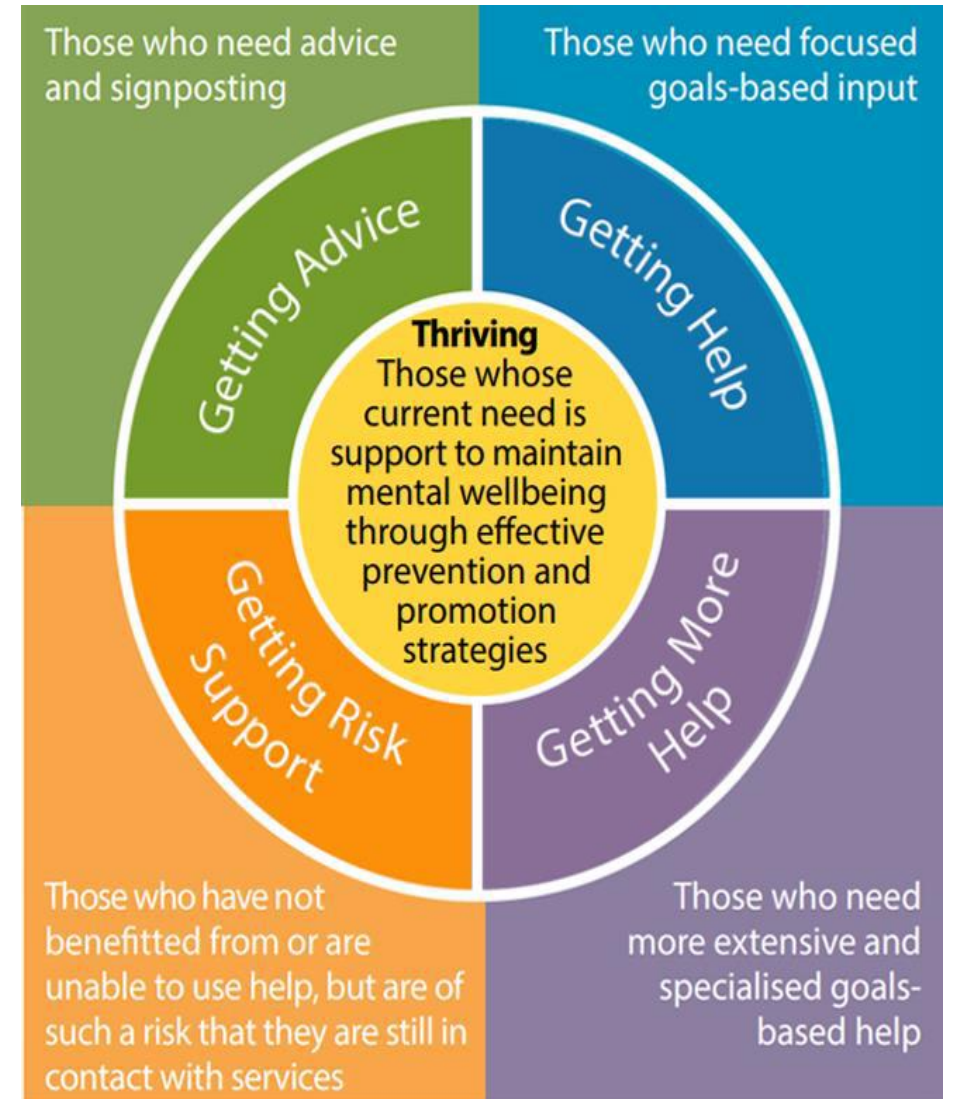 Those who need advice
and signposting
Those who need focused
goals-based input
Getting Advice
Getting Help
Thriving
Those whose
current need is
support to maintain
mental wellbeing
through effective
prevention and
promotion
strategies
Getting Risk
Support
Getting More
Help
Those who have not
benefitted from or are
unable to use help, but are of
such a risk that they are still in
contact with services
Those who need
more extensive and
specialised goals-
based help